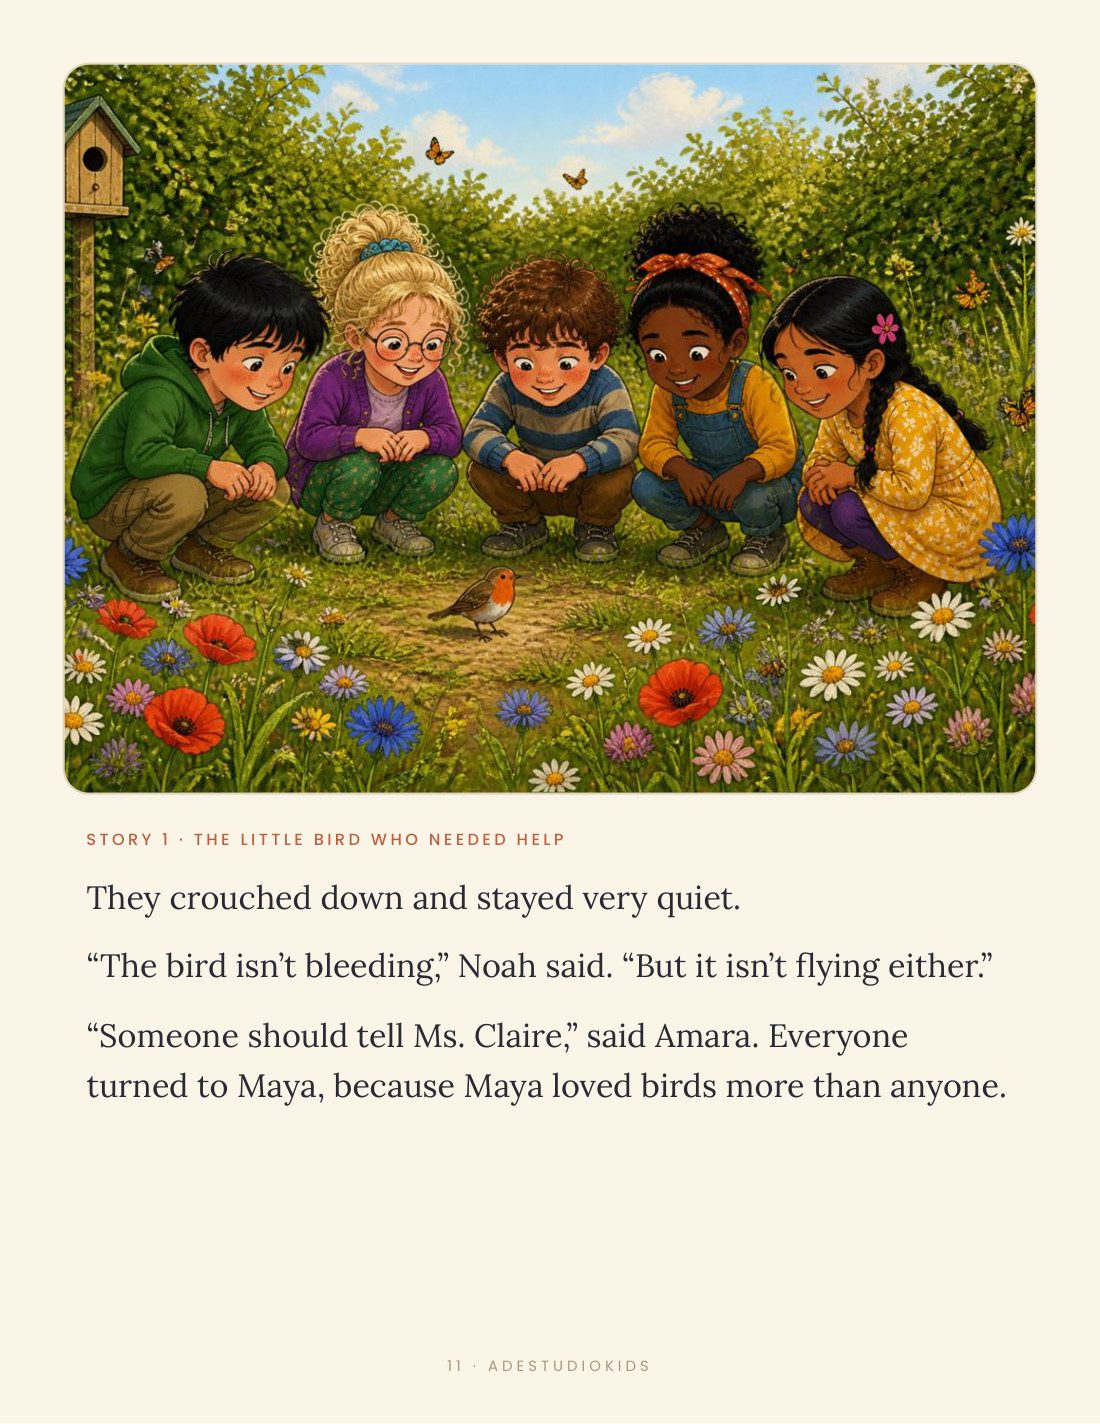 STORY 1 · THE LITTLE BIRD WHO NEEDED HELP
They crouched down and stayed very quiet.
“The bird isn’t bleeding,” Noah said. “But it isn’t flying either.”
“Someone should tell Ms. Claire,” said Amara. Everyone
turned to Maya, because Maya loved birds more than anyone.
11 · ADESTUDIOKIDS